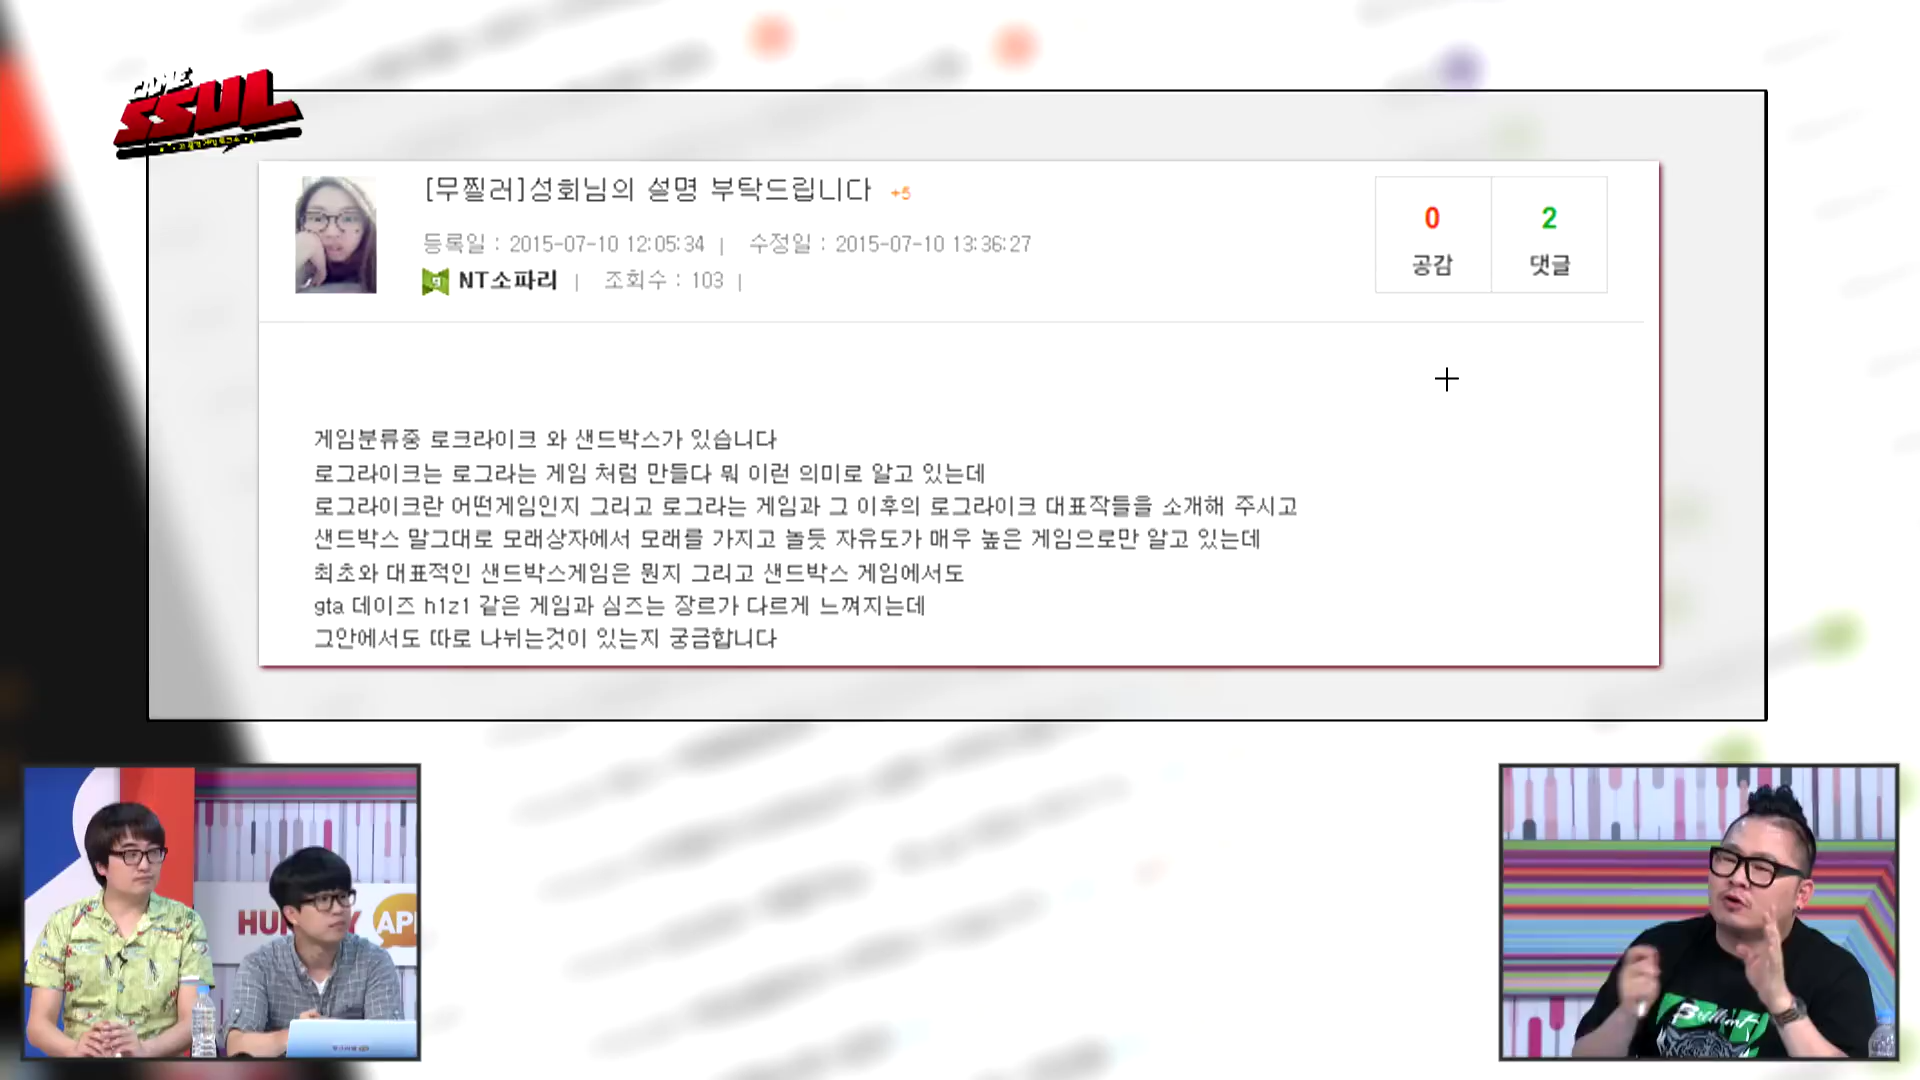 GAME
SSUL
[무찔러]성회님의 설명 부탁드립니다 +5
등록일 : 2015-07-10 12:05:34 | 수정일 : 2015-07-10 13:36:27
9 NT소파리 | 조회수 : 103 |
0
공감
2
댓글
게임분류중 로크라이크 와 샌드박스가 있습니다
로그라이크는 로그라는 게임 처럼 만들다 뭐 이런 의미로 알고 있는데
로그라이크란 어떤게임인지 그리고 로그라는 게임과 그 이후의 로그라이크 대표작들을 소개해 주시고
샌드박스 말그대로 모래상자에서 모래를 가지고 놀듯 자유도가 매우 높은 게임으로만 알고 있는데
최초와 대표적인 샌드박스게임은 뭔지 그리고 샌드박스 게임에서도
gta 데이즈 h1z1 같은 게임과 심즈는 장르가 다르게 느껴지는데
그안에서도 따로 나뉘는것이 있는지 궁금합니다
HU Y AP
Brilliant